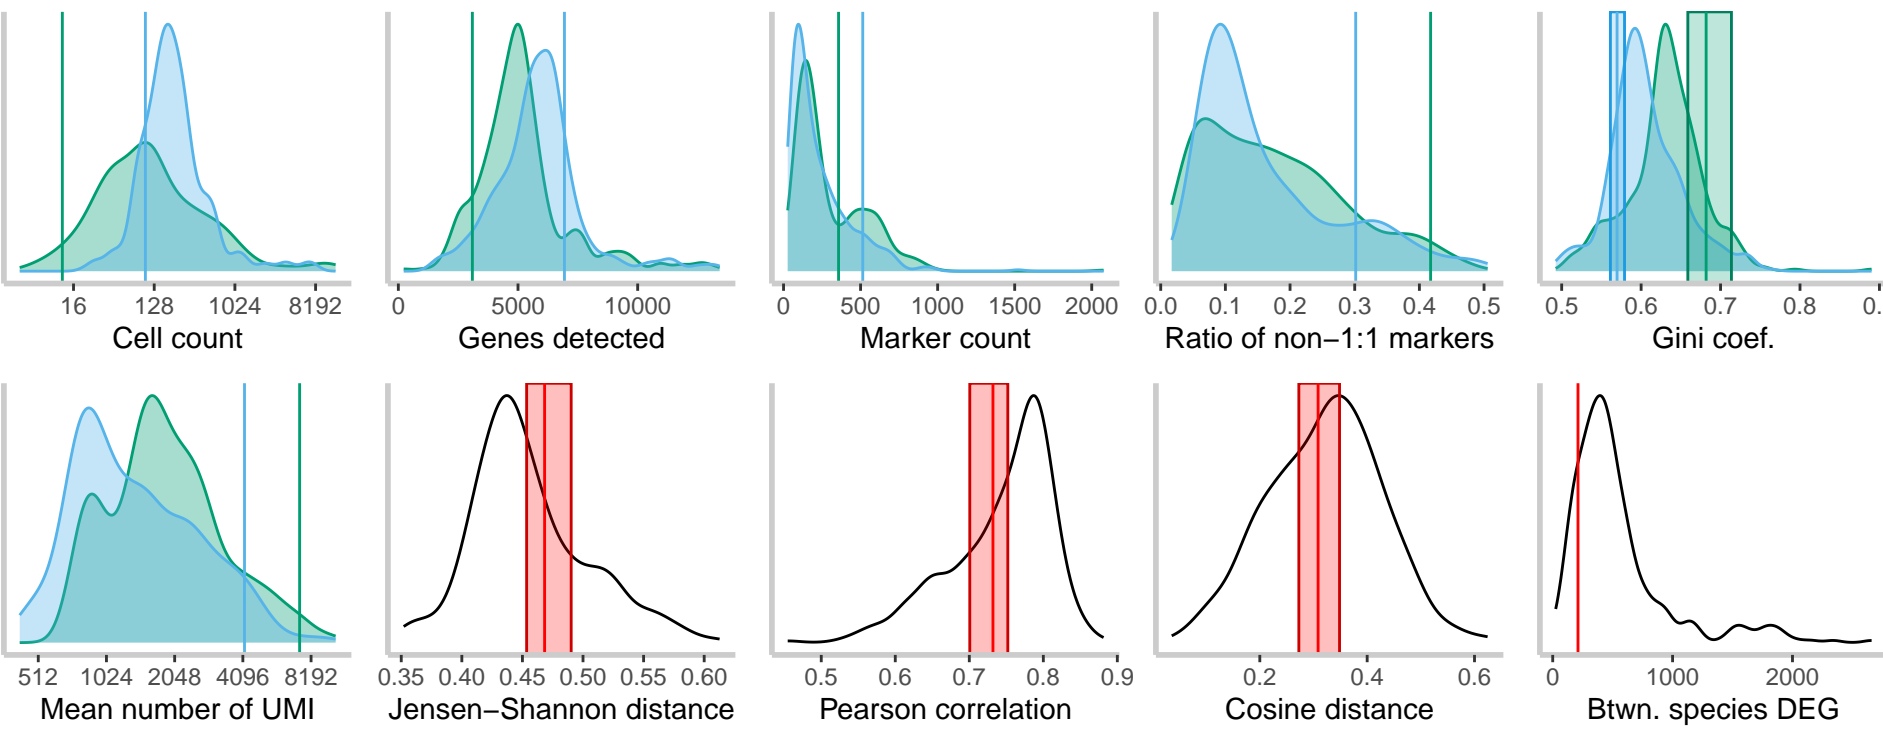 16 128 1024 8192
Cell count
0 5000 10000
Genes detected
0 500 1000 1500 2000
Marker count
0.0 0.1 0.2 0.3 0.4 0.5
Ratio of non−1:1 markers
0.5 0.6 0.7 0.8 0.
Gini coef.
512 1024 2048 4096 8192
Mean number of UMI
0.35 0.40 0.45 0.50 0.55 0.60
Jensen−Shannon distance
0.5 0.6 0.7 0.8 0.9
Pearson correlation
0.2 0.4 0.6
Cosine distance
0 1000 2000
Btwn. species DEG